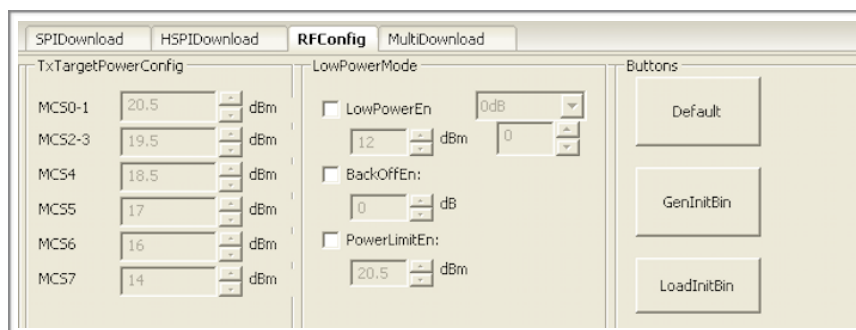 SPIDownload HSPIDownload RFConfig MultiDownload
TxTargetPowerConfig
MCS0-1 20.5 dBm
MCS2-3 19.5 dBm
MCS4 18.5 dBm
MCS5 17 dBm
MCS6 16 dBm
MCS7 14 dBm
LowPowerMode
LowPowerEn 0dB
12 dBm 0
BackOffEn:
0 dB
PowerLimitEn:
20.5 dBm
Buttons
Default
GenInitBin
LoadInitBin